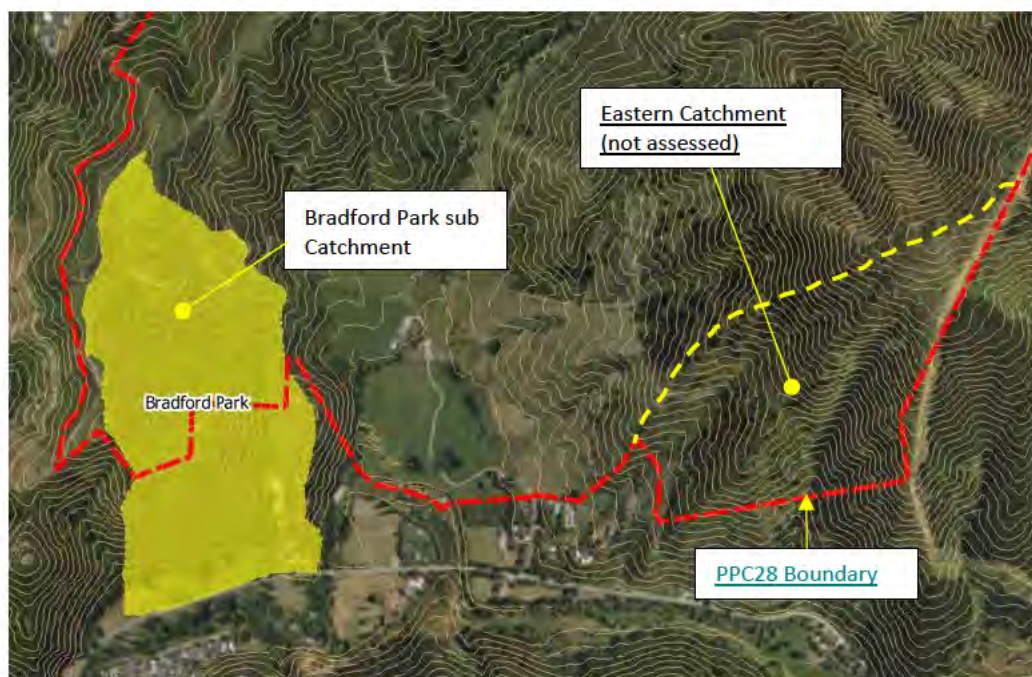 Eastern Catchment
(not assessed)
Bradford Park sub
Catchment
Bradford Park
PPC28 Boundary